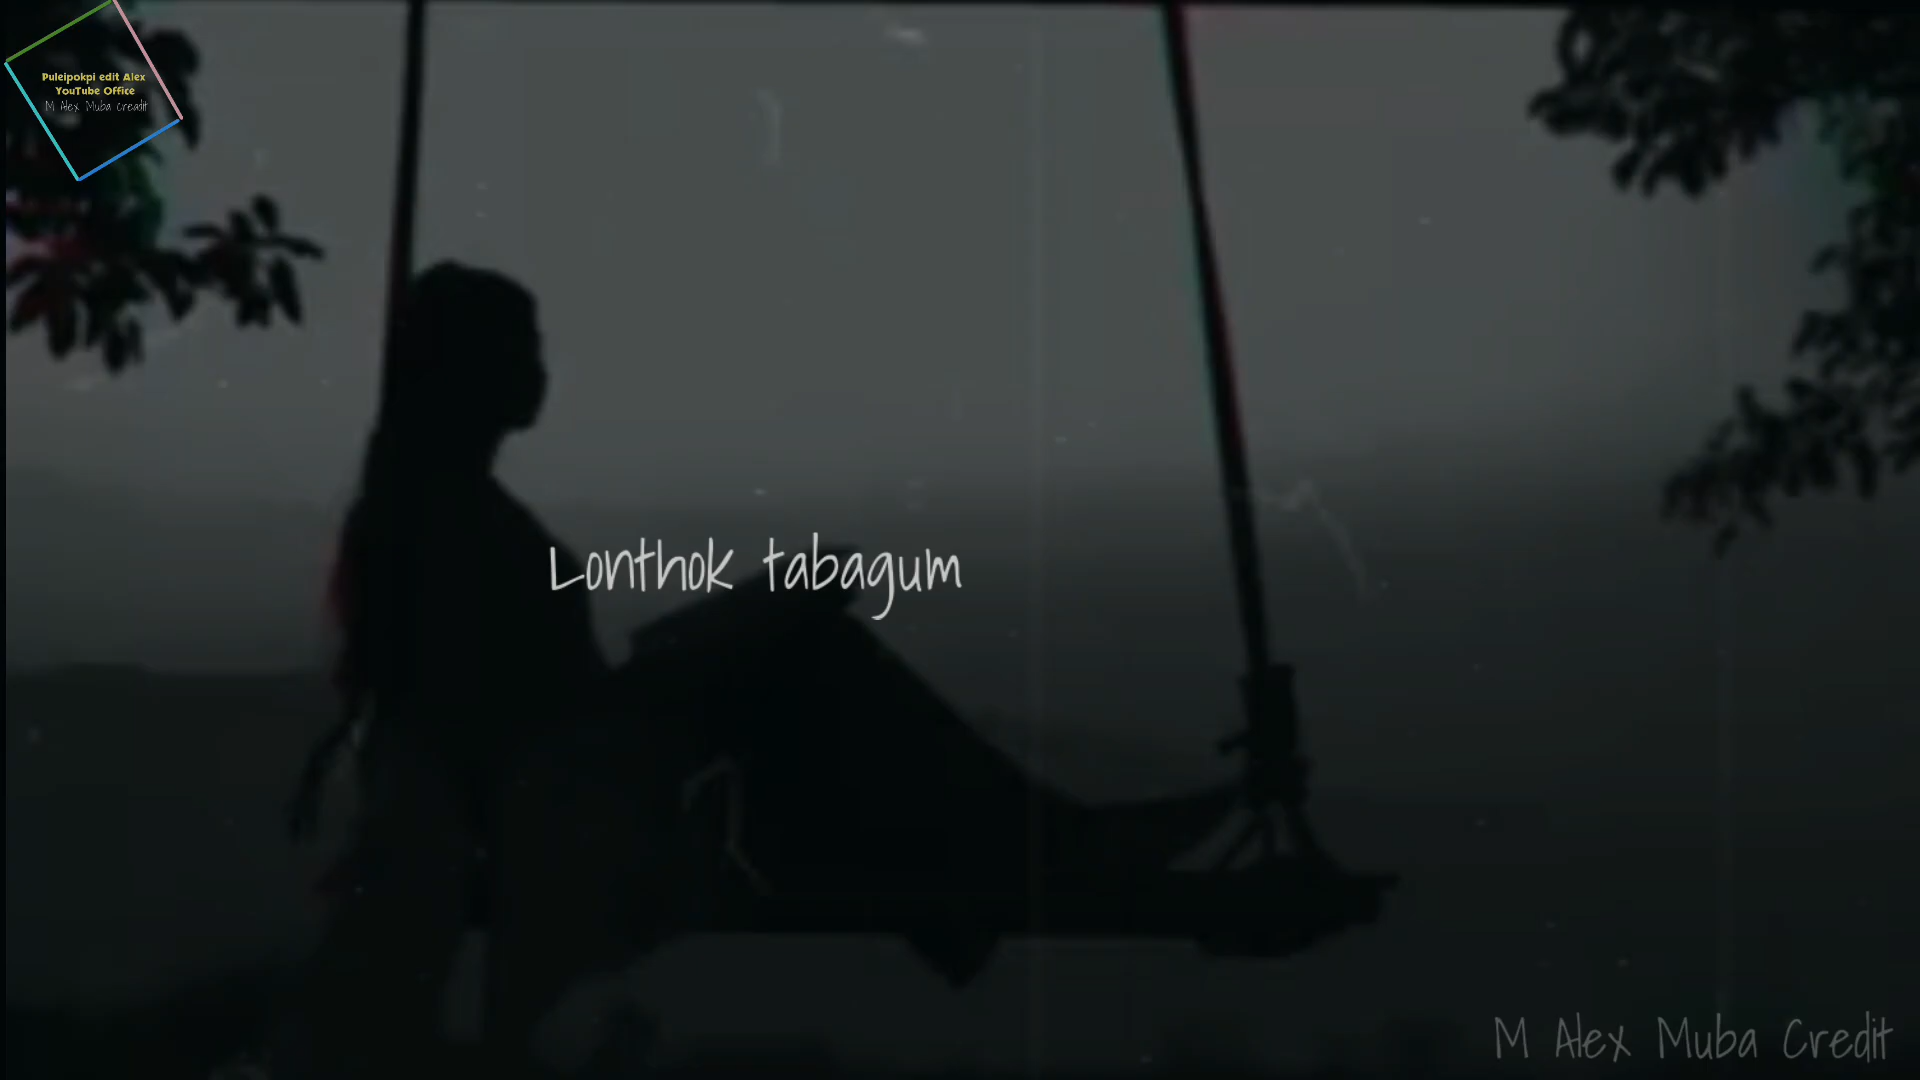 Puleipokpi edit Alex
YouTube Office
M Alex Muba Creadit
Lonthok tabagum
M Alex Muba Credit